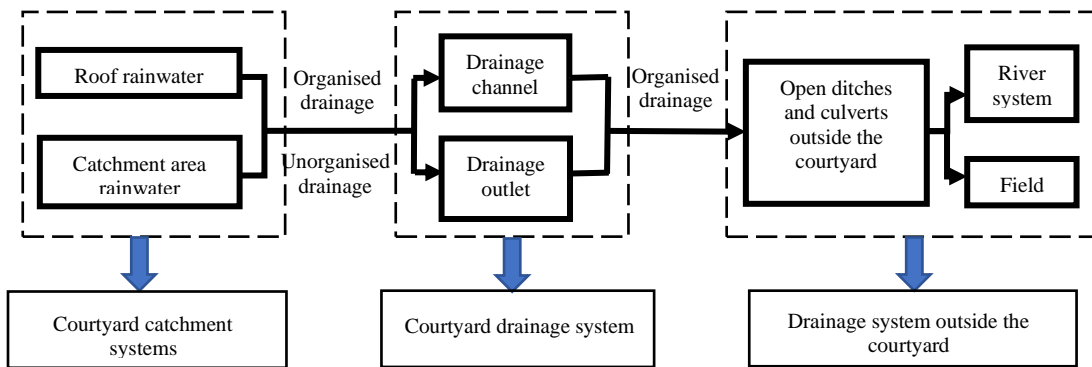 Roof rainwater
Catchment area
rainwater
Organised
drainage
Unorganised
drainage
Drainage
channel
Drainage
outlet
Organised
drainage
Open ditches
and culverts
outside the
courtyard
River
system
Field
Courtyard catchment
systems
Courtyard drainage system
Drainage system outside the
courtyard